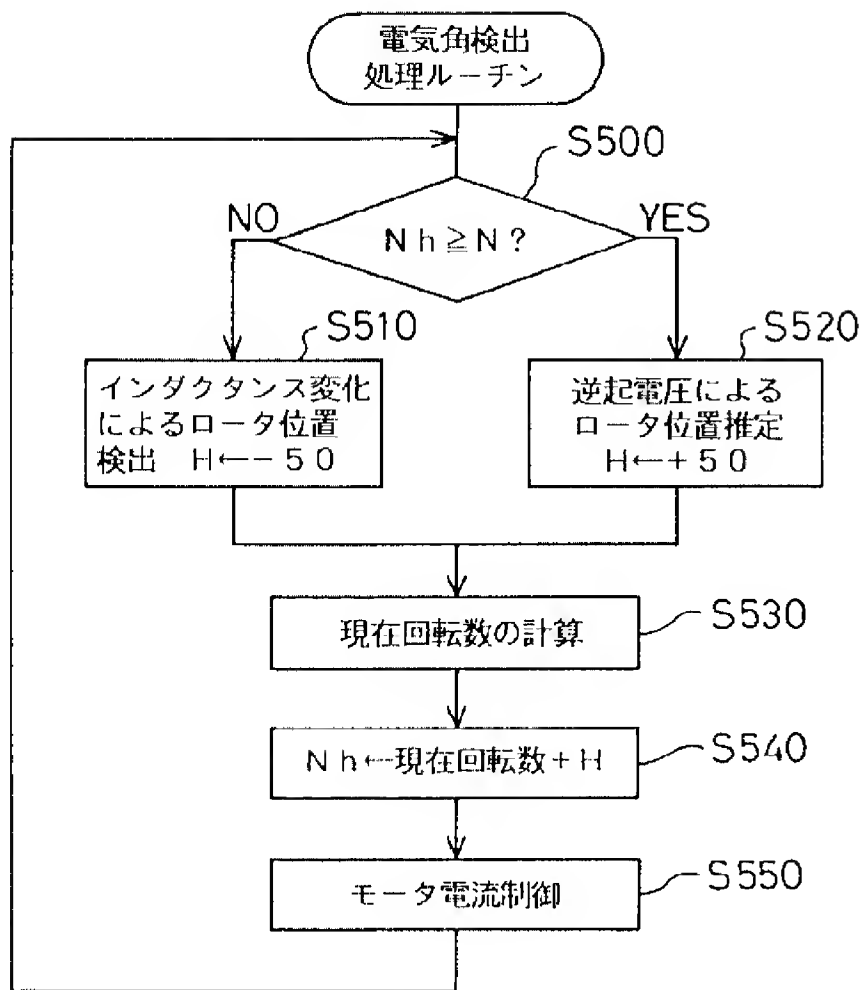 電気角検出
処理ルーチン
S500
NO
YES
Nh≧N?
S510
S520
インダクタンス変化
によるロータ位置
検出 H←−50
逆起電圧による
ロータ位置推定
H←+50
現在回転数の計算
S530
Nh←現在回転数+H
S540
モータ電流制御
S550